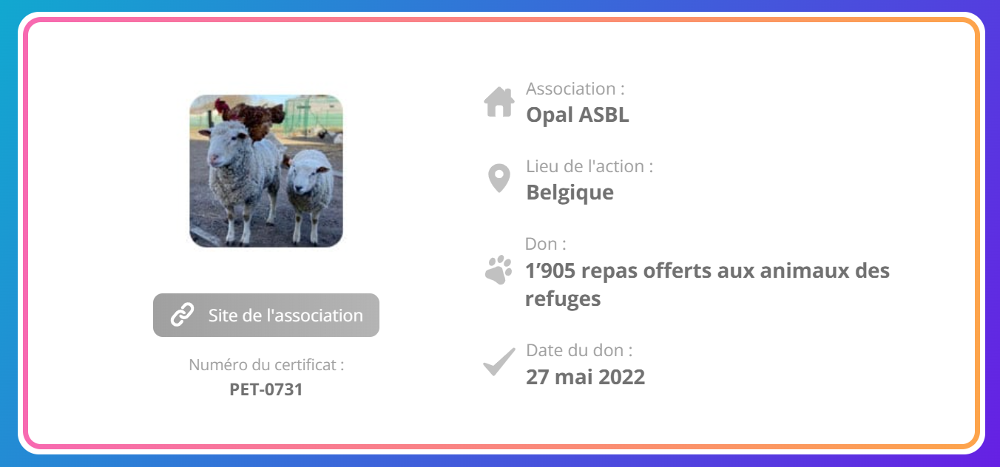 Association :
Opal ASBL
Lieu de l'action :
Belgique
Don :
1’905 repas offerts aux animaux des
refuges
Date du don :
27 mai 2022
Site de l'association
Numéro du certificat :
PET-0731